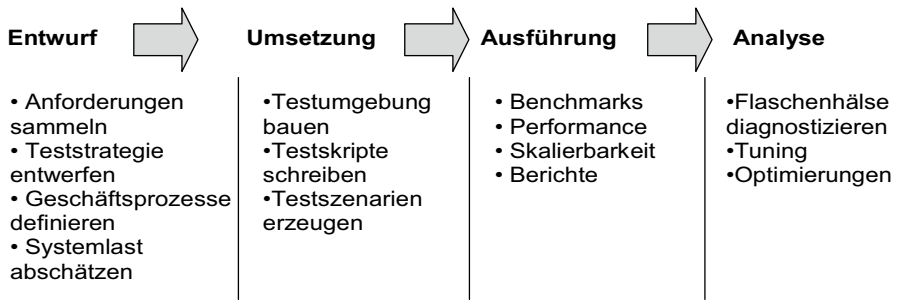 Entwurf
Umsetzung
Ausführung
Analyse
• Anforderungen
sammeln
• Teststrategie
entwerfen
• Geschäftsprozesse
definieren
• Systemlast
abschätzen
•Testumgebung
bauen
•Testskripte
schreiben
•Testszenarien
erzeugen
• Benchmarks
• Performance
• Skalierbarkeit
• Berichte
•Flaschenhälse
diagnostizieren
•Tuning
•Optimierungen